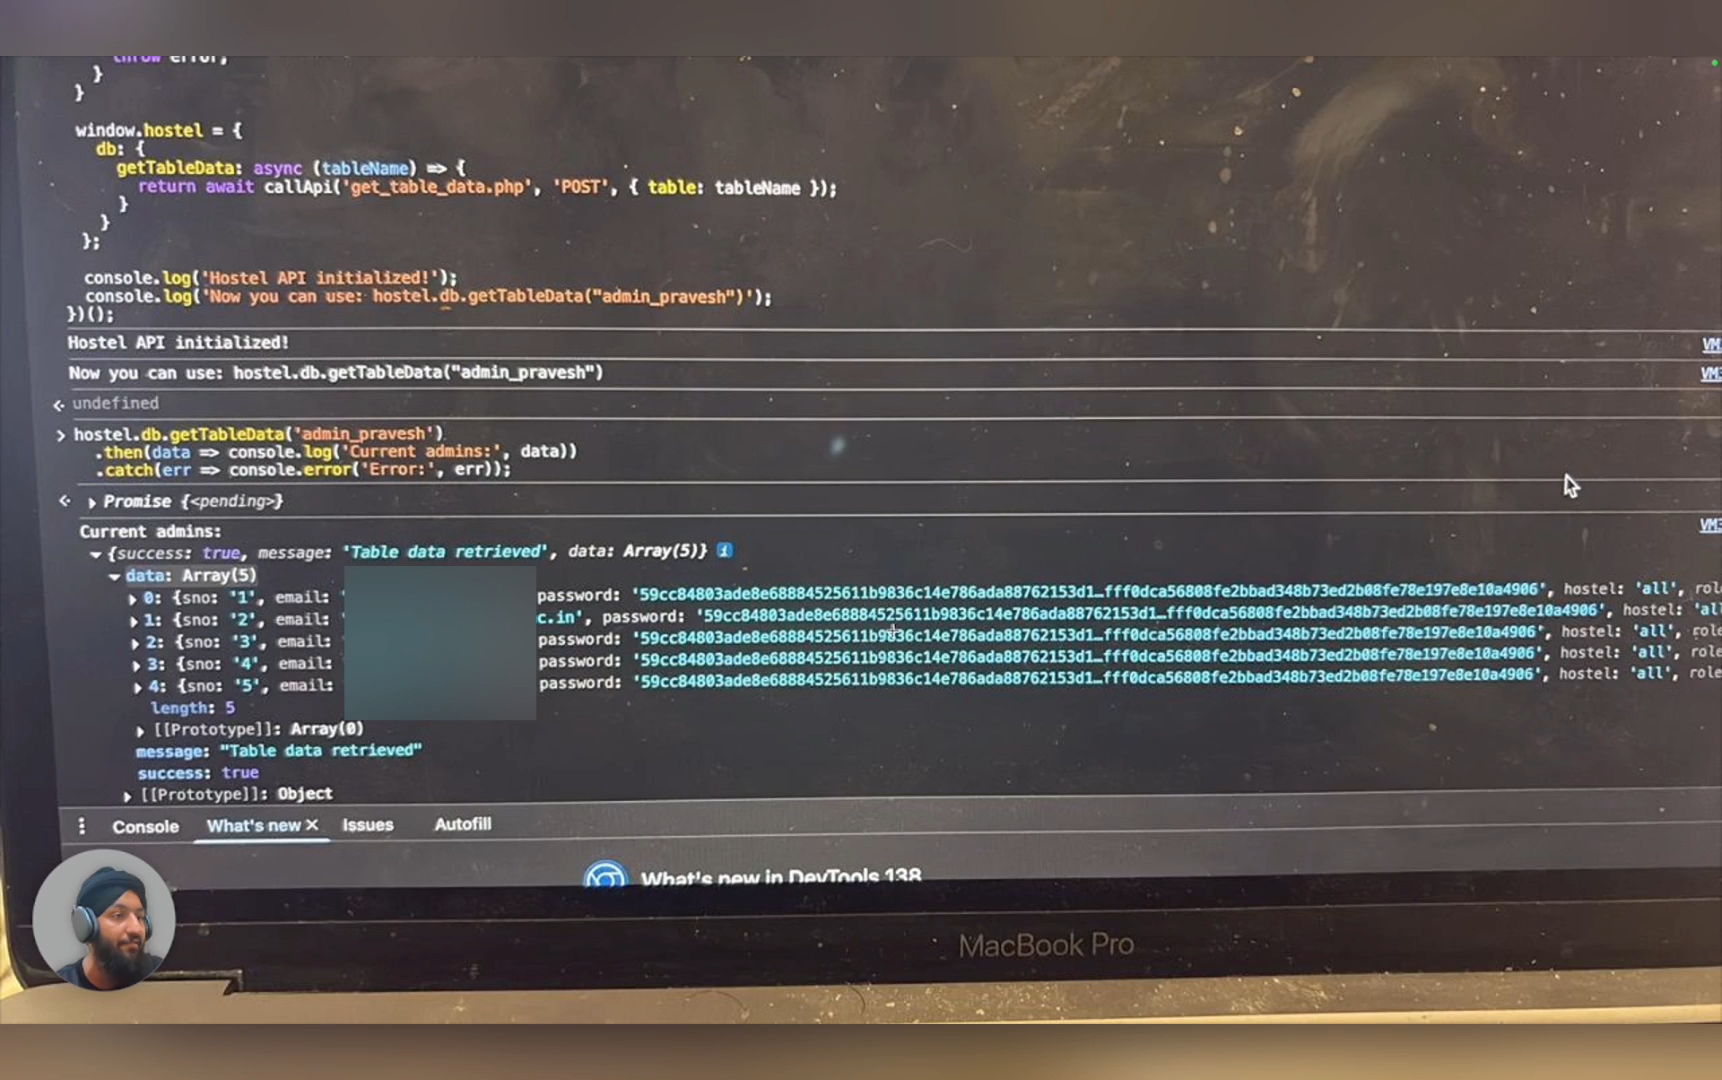 throw error;
}
}
window.hostel = {
db: {
getTableData: async (tableName) => {
return await callApi('get_table_data.php', 'POST', { table: tableName });
}
}
};
console.log('Hostel API initialized!');
console.log('Now you can use: hostel.db.getTableData("admin_pravesh")');
})();
Hostel API initialized!
Now you can use: hostel.db.getTableData("admin_pravesh")
undefined
> hostel.db.getTableData('admin_pravesh')
.then(data => console.log('Current admins:', data))
.catch(err => console.error('Error:', err));
Promise {<pending>}
Current admins:
{success: true, message: 'Table data retrieved', data: Array(5)} i
data: Array(5)
0: {sno: '1', email: password: '59cc84803ade8e68884525611b9836c14e786ada88762153d1…fff0dca56808fe2bbad348b73ed2b08fe78e197e8e10a4906', hostel: 'all',
1: {sno: '2', email: c.in', password: '59cc84803ade8e68884525611b9836c14e786ada88762153d1…fff0dca56808fe2bbad348b73ed2b08fe78e197e8e10a4906', hostel: 'all
2: {sno: '3', email: password: '59cc84803ade8e68884525611b9836c14e786ada88762153d1…fff0dca56808fe2bbad348b73ed2b08fe78e197e8e10a4906', hostel: 'all', role
3: {sno: '4', email: password: '59cc84803ade8e68884525611b9836c14e786ada88762153d1…fff0dca56808fe2bbad348b73ed2b08fe78e197e8e10a4906', hostel: 'all', role
4: {sno: '5', email: password: '59cc84803ade8e68884525611b9836c14e786ada88762153d1…fff0dca56808fe2bbad348b73ed2b08fe78e197e8e10a4906', hostel: 'all', role
length: 5
[[Prototype]]: Array(0)
message: "Table data retrieved"
success: true
[[Prototype]]: Object
Console What's new × Issues Autofill
What's new in DevTools 138
MacBook Pro